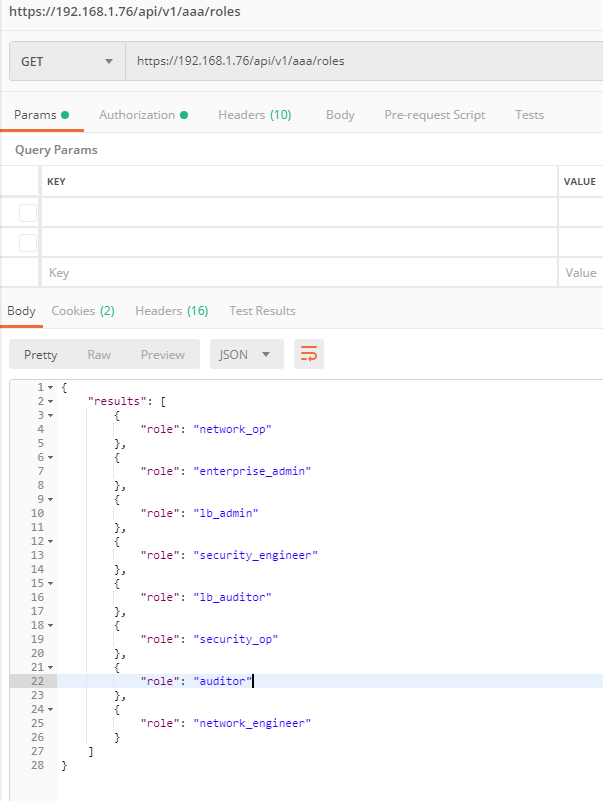 https://192.168.1.76/api/v1/aaa/roles
GET https://192.168.1.76/api/v1/aaa/roles
Params Authorization Headers (10) Body Pre-request Script Tests
Query Params
KEY VALUE
Key Value
Body Cookies (2) Headers (16) Test Results
Pretty Raw Preview JSON
1 {
2 "results": [
3 {
4 "role": "network_op"
5 },
6 {
7 "role": "enterprise_admin"
8 },
9 {
10 "role": "lb_admin"
11 },
12 {
13 "role": "security_engineer"
14 },
15 {
16 "role": "lb_auditor"
17 },
18 {
19 "role": "security_op"
20 },
21 {
22 "role": "auditor"
23 },
24 {
25 "role": "network_engineer"
26 }
27 ]
28 }